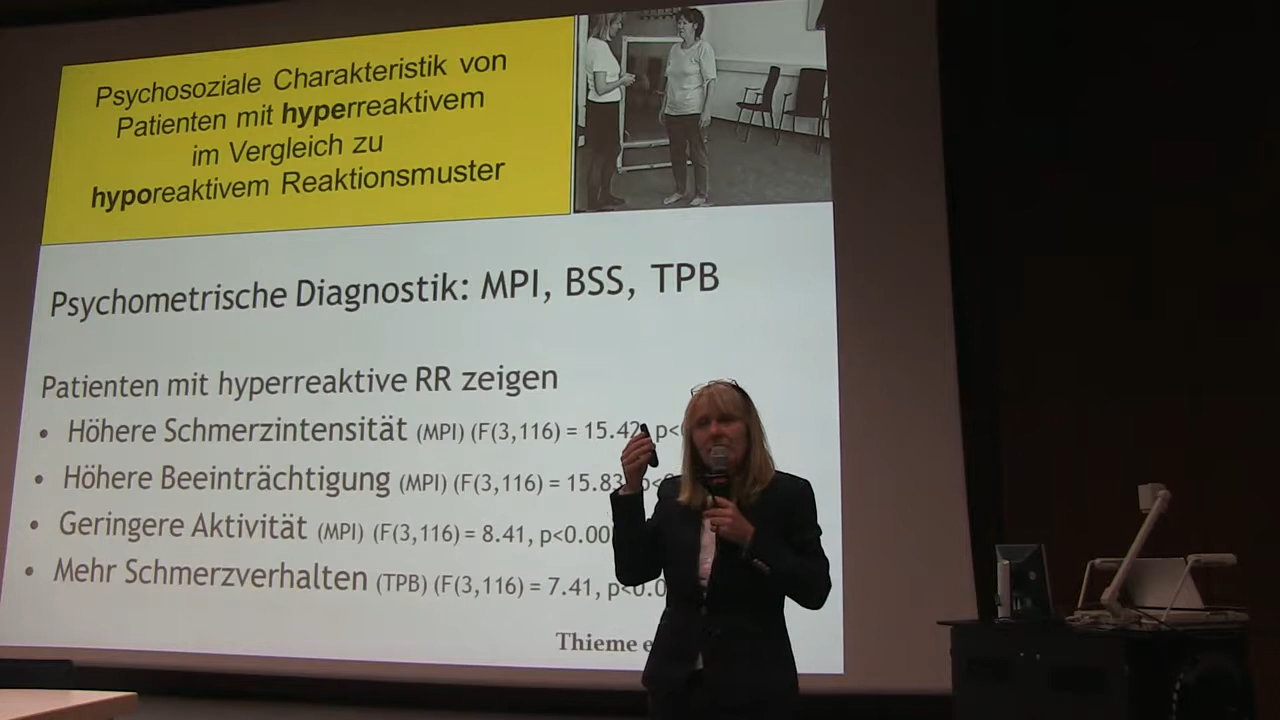 Psychosoziale Charakteristik von
Patienten mit hyperreaktivem
im Vergleich zu
hyporeaktivem Reaktionsmuster
Psychometrische Diagnostik: MPI, BSS, TPB
Patienten mit hyperreaktive RR zeigen
• Höhere Schmerzintensität (MPI) (F(3,116) = 15.42, p<
• Höhere Beeinträchtigung (MPI) (F(3,116) = 15.83
• Geringere Aktivität (MPI) (F(3,116) = 8.41, p<0.00
• Mehr Schmerzverhalten (TPB) (F(3,116) = 7.41, p<0.0
Thieme e